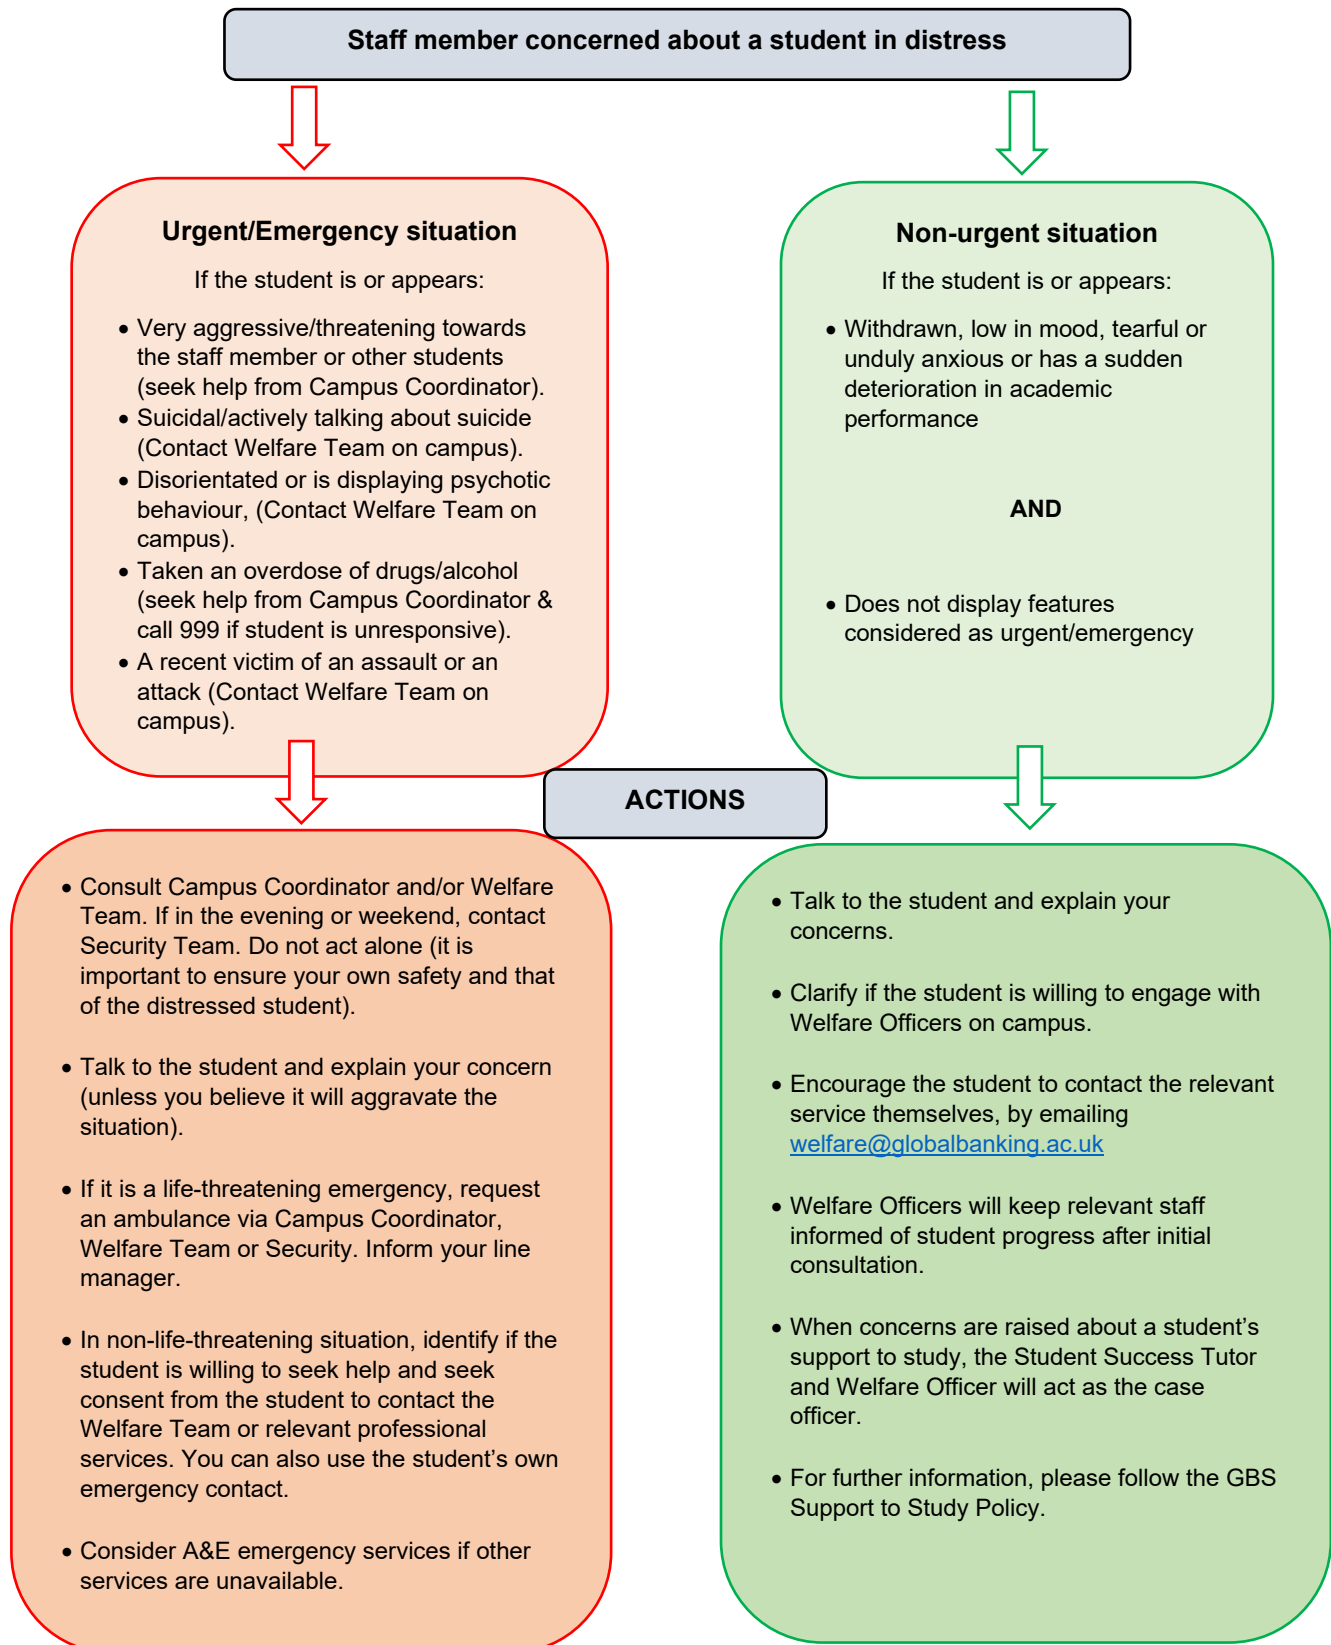 Staff member concerned about a student in distress
Urgent/Emergency situation
If the student is or appears:
• Very aggressive/threatening towards
the staff member or other students
(seek help from Campus Coordinator).
• Suicidal/actively talking about suicide
(Contact Welfare Team on campus).
• Disorientated or is displaying psychotic
behaviour, (Contact Welfare Team on
campus).
• Taken an overdose of drugs/alcohol
(seek help from Campus Coordinator &
call 999 if student is unresponsive).
• A recent victim of an assault or an
attack (Contact Welfare Team on
campus).
Non-urgent situation
If the student is or appears:
• Withdrawn, low in mood, tearful or
unduly anxious or has a sudden
deterioration in academic
performance
AND
• Does not display features
considered as urgent/emergency
ACTIONS
• Consult Campus Coordinator and/or Welfare
Team. If in the evening or weekend, contact
Security Team. Do not act alone (it is
important to ensure your own safety and that
of the distressed student).
• Talk to the student and explain your concern
(unless you believe it will aggravate the
situation).
• If it is a life-threatening emergency, request
an ambulance via Campus Coordinator,
Welfare Team or Security. Inform your line
manager.
• In non-life-threatening situation, identify if the
student is willing to seek help and seek
consent from the student to contact the
Welfare Team or relevant professional
services. You can also use the student’s own
emergency contact.
• Consider A&E emergency services if other
services are unavailable.
• Talk to the student and explain your
concerns.
• Clarify if the student is willing to engage with
Welfare Officers on campus.
• Encourage the student to contact the relevant
service themselves, by emailing
welfare@globalbanking.ac.uk
• Welfare Officers will keep relevant staff
informed of student progress after initial
consultation.
• When concerns are raised about a student’s
support to study, the Student Success Tutor
and Welfare Officer will act as the case
officer.
• For further information, please follow the GBS
Support to Study Policy.